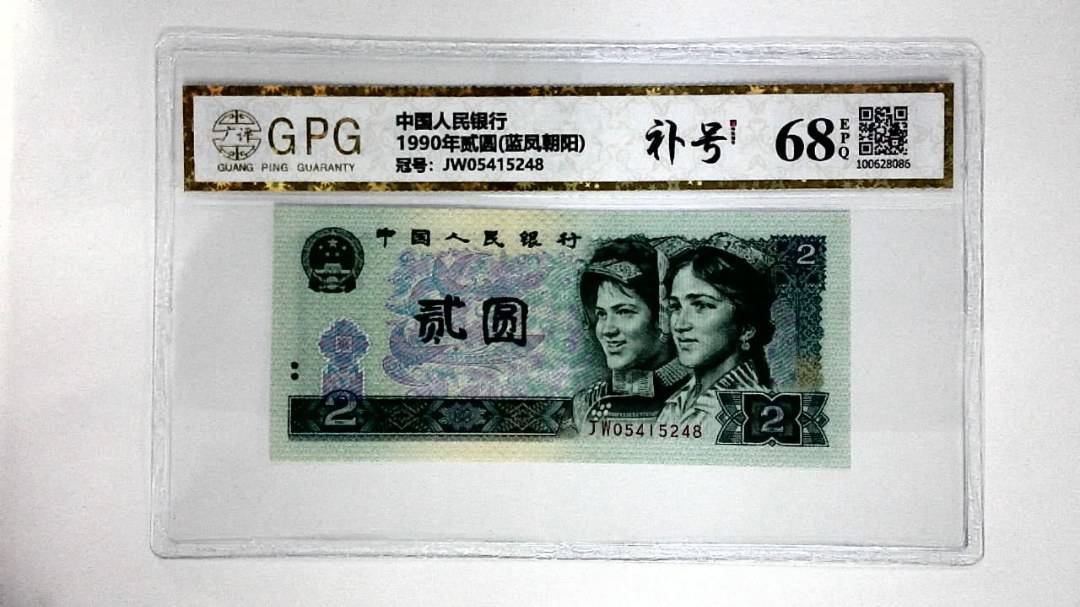 广评
GPG
GUANG PING GUARANTY
中国人民银行
1990年贰圆(蓝凤朝阳)
冠号：JW05415248
补号
68
EPQ
100628086
中国人民银行
贰圆
2
2
2
JW05415248